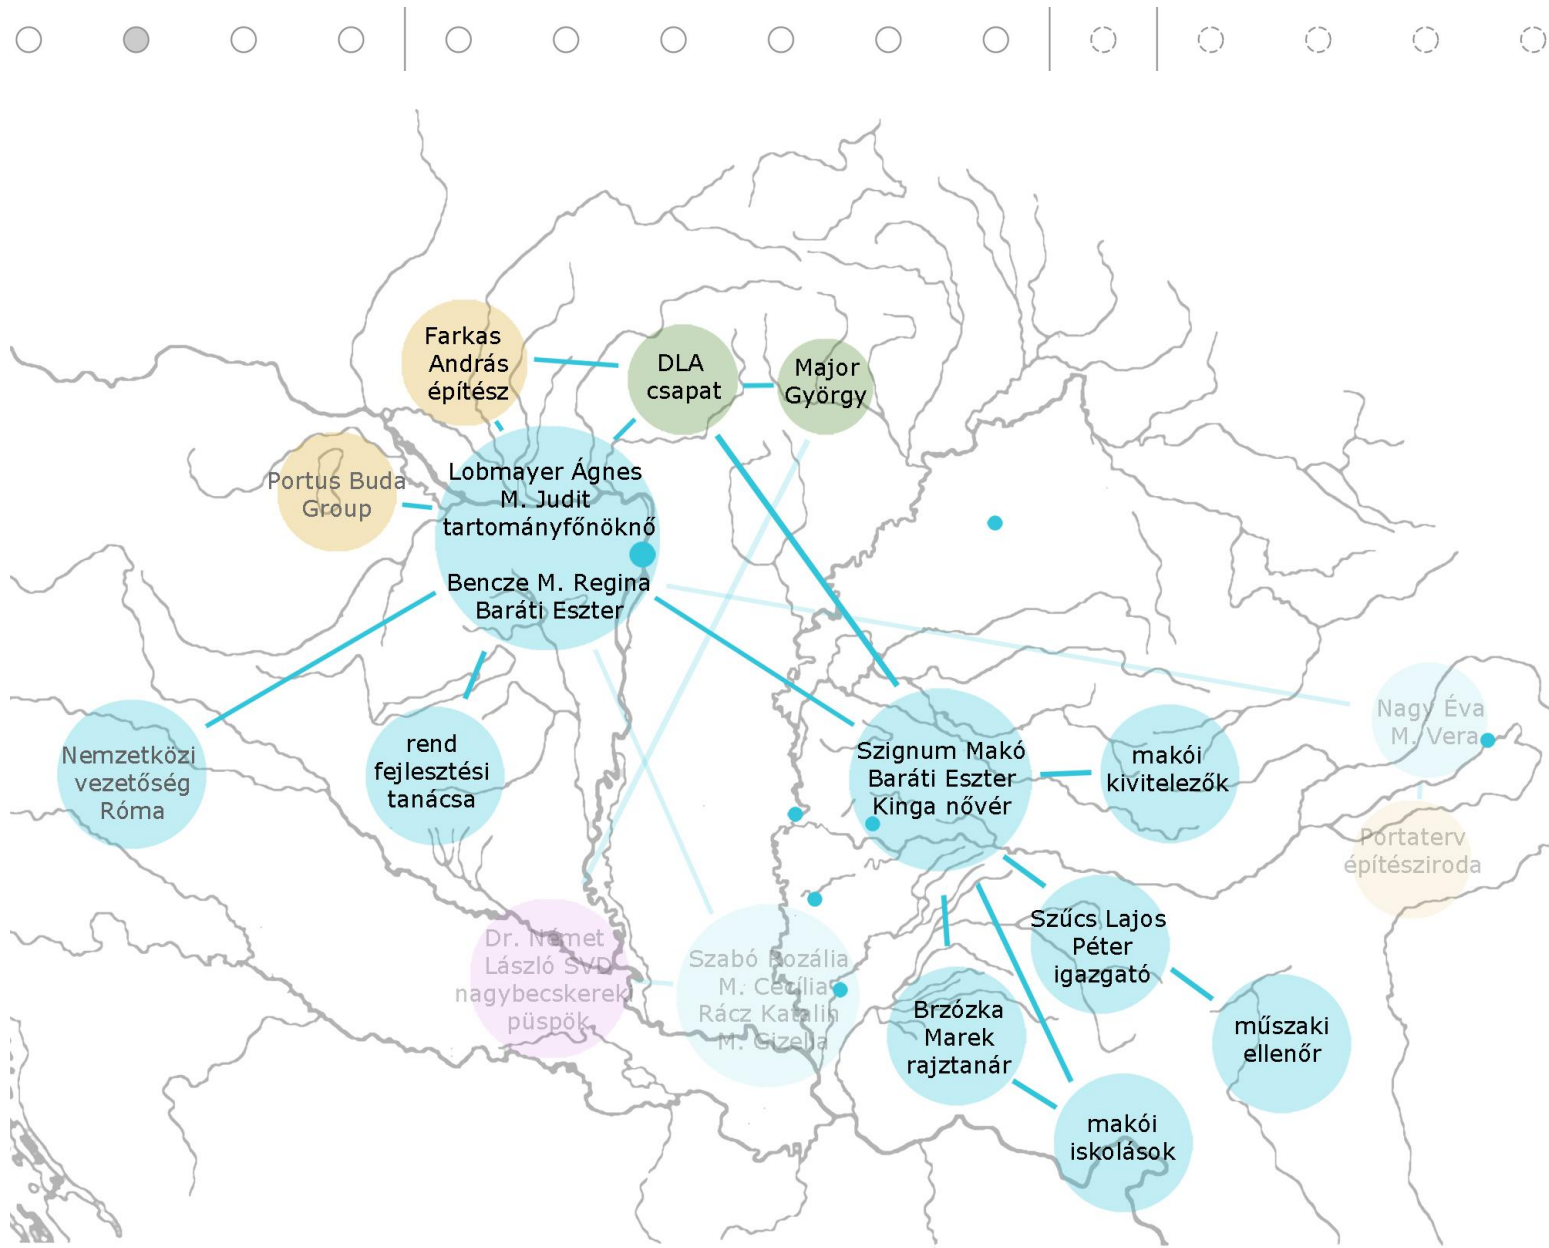 Farkas
András
építész
DLA
csapat
Major
György
Portus Buda
Group
Lobmayer Ágnes
M. Judit
tartományfőnöknő
Bencze M. Regina
Baráti Eszter
Nemzetközi
vezetőség
Róma
rend
fejlesztési
tanácsa
Szignum Makó
Baráti Eszter
Kinga nővér
makói
kivitelezők
Nagy Éva
M. Vera
Portaterv
építésziroda
Dr. Német
László SVD
nagybecskereki
püspök
Szabó Rozália
M. Cecília
Rácz Katalin
M. Gizella
Szűcs Lajos
Péter
igazgató
Brzózka
Marek
rajztanár
műszaki
ellenőr
makói
iskolások